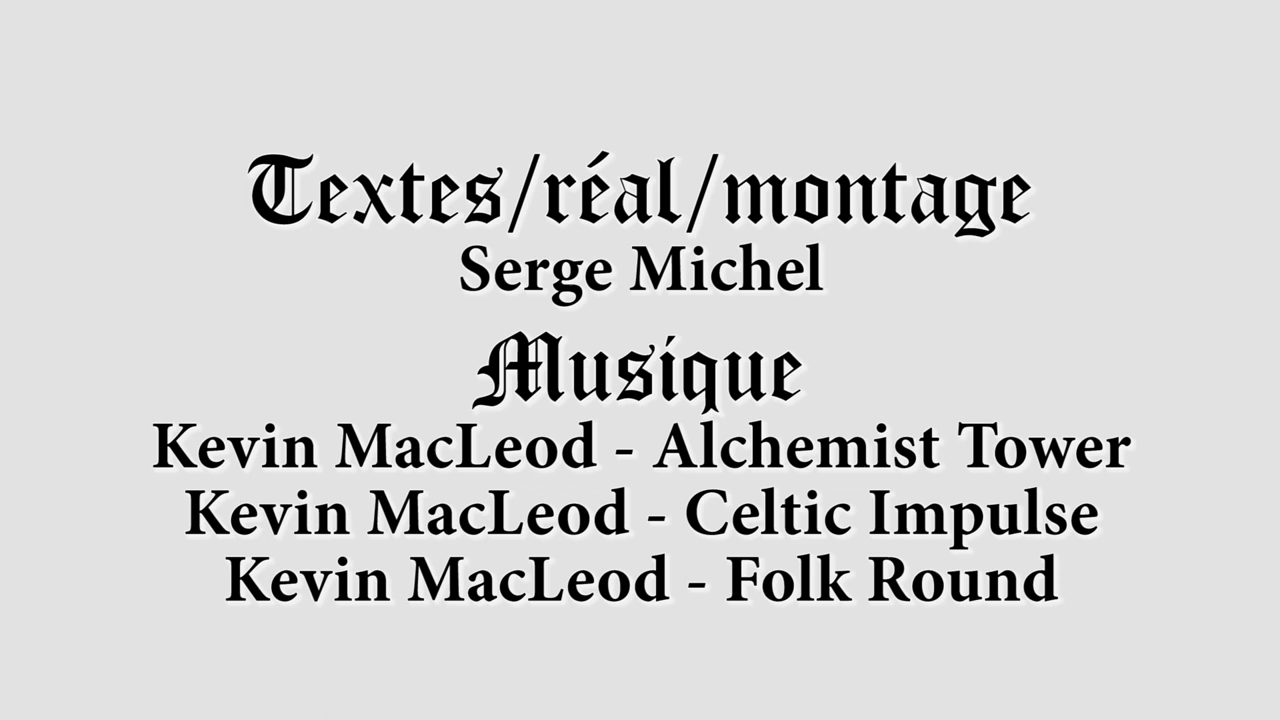 Textes/réal/montage
Serge Michel
Musique
Kevin MacLeod - Alchemist Tower
Kevin MacLeod - Celtic Impulse
Kevin MacLeod - Folk Round